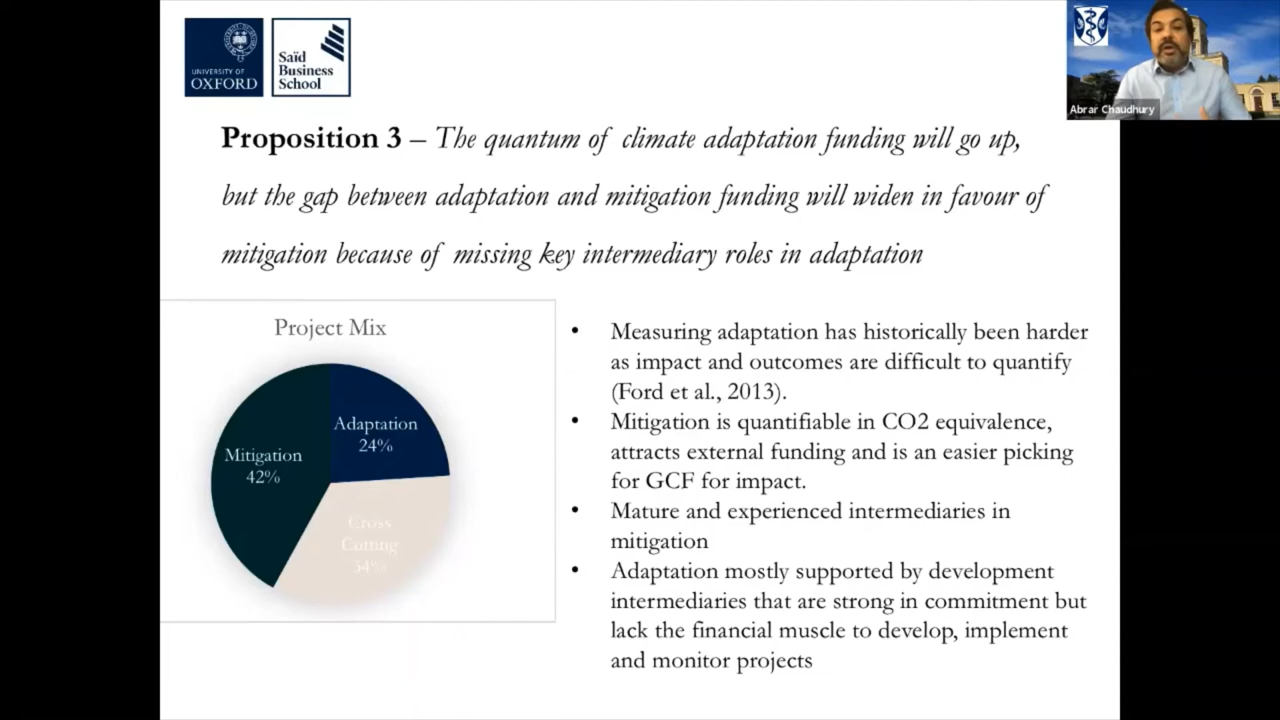 UNIVERSITY OF
OXFORD
Saïd
Business
School
Abrar Chaudhury
Proposition 3 – The quantum of climate adaptation funding will go up,
but the gap between adaptation and mitigation funding will widen in favour of
mitigation because of missing key intermediary roles in adaptation
Project Mix
Adaptation
24%
Mitigation
42%
Cross
Cutting
34%
• Measuring adaptation has historically been harder
as impact and outcomes are difficult to quantify
(Ford et al., 2013).
• Mitigation is quantifiable in CO2 equivalence,
attracts external funding and is an easier picking
for GCF for impact.
• Mature and experienced intermediaries in
mitigation
• Adaptation mostly supported by development
intermediaries that are strong in commitment but
lack the financial muscle to develop, implement
and monitor projects